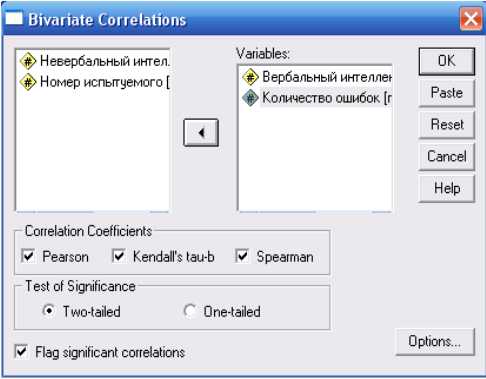 Bivariate Correlations
Невербальный интел.
Номер испытуемого [
Variables:
Вербальный интеллек
Количество ошибок [
OK
Paste
Reset
Cancel
Help
Correlation Coefficients
Pearson
Kendall's tau-b
Spearman
Test of Significance
Two-tailed
One-tailed
Flag significant correlations
Options...